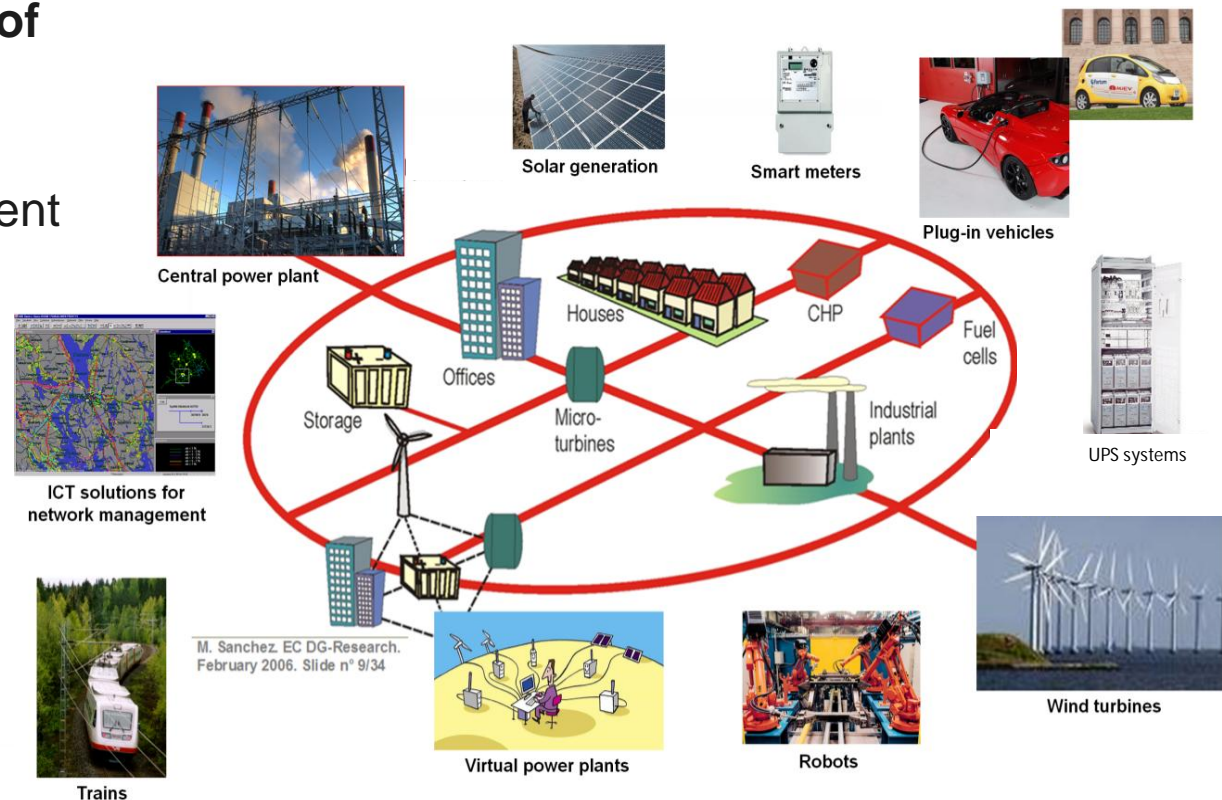 of
ent
Solar generation
Smart meters
Plug-in vehicles
Central power plant
Houses
CHP
Fuel
cells
Offices
Storage
Micro-
turbines
Industrial
plants
UPS systems
ICT solutions for
network management
M. Sanchez. EC DG-Research.
February 2006. Slide n° 9/34
Wind turbines
Virtual power plants
Robots
Trains